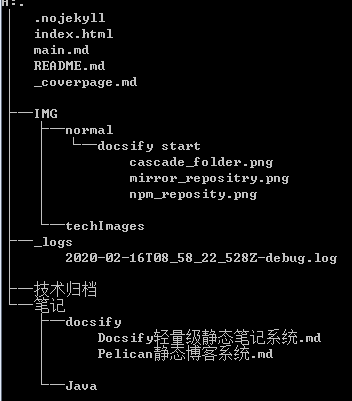 H:.
.nojekyll
index.html
main.md
README.md
_coverpage.md
IMG
normal
docsify start
cascade_folder.png
mirror_repositry.png
npm_reposity.png
techImages
_logs
2020-02-16T08_58_22_528Z-debug.log
技术归档
笔记
docsify
Docsify轻量级静态笔记系统.md
Pelican静态博客系统.md
Java